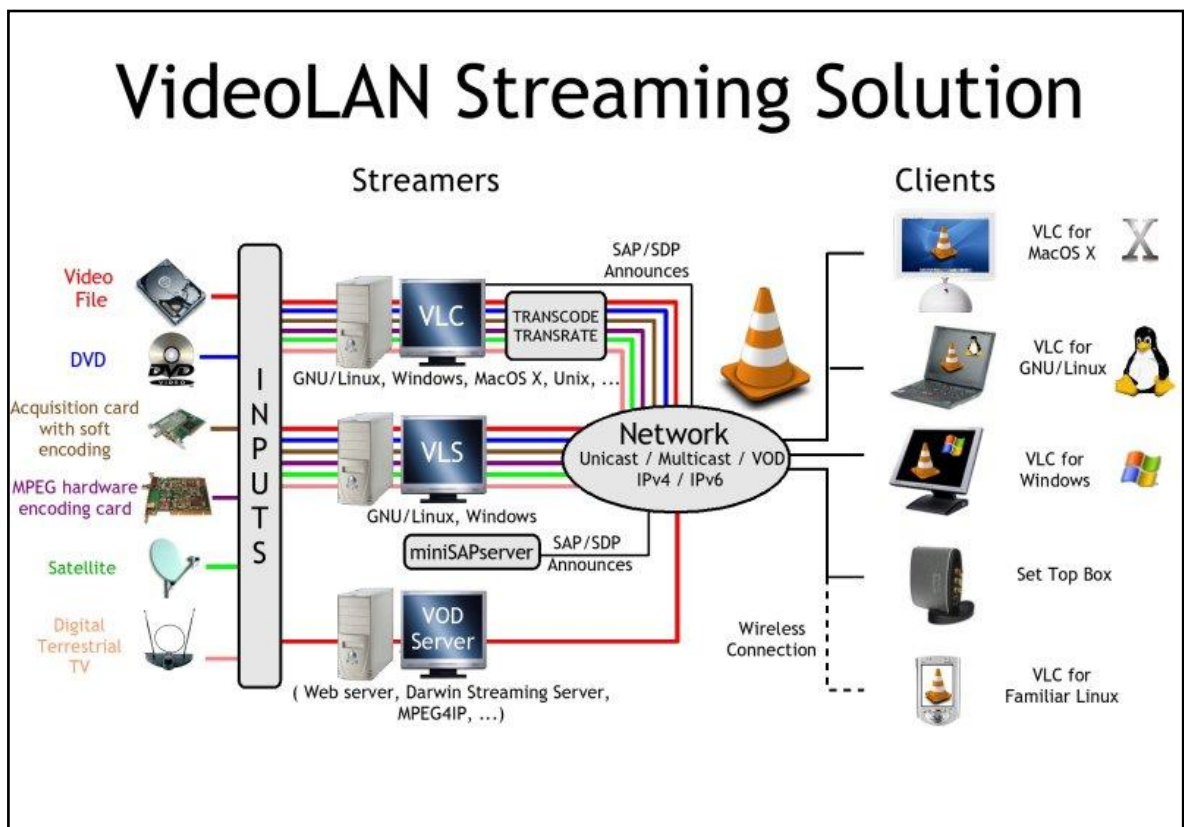 VideoLAN Streaming Solution
Streamers
Clients
Video
File
DVD
DVD
VIDEO
Acquisition card
with soft
encoding
MPEG hardware
encoding card
Satellite
Digital
Terrestrial
TV
INPUTS
VLC
TRANSCODE
TRANSRATE
SAP/SDP
Announces
GNU/Linux, Windows, MacOS X, Unix, ...
VLS
GNU/Linux, Windows
Network
Unicast / Multicast / VOD
IPv4 / IPv6
miniSAPserver
SAP/SDP
Announces
VOD
Server
( Web server, Darwin Streaming Server,
MPEG4IP, ...)
Wireless
Connection
VLC for
MacOS X
X
VLC for
GNU/Linux
VLC for
Windows
Set Top Box
VLC for
Familiar Linux